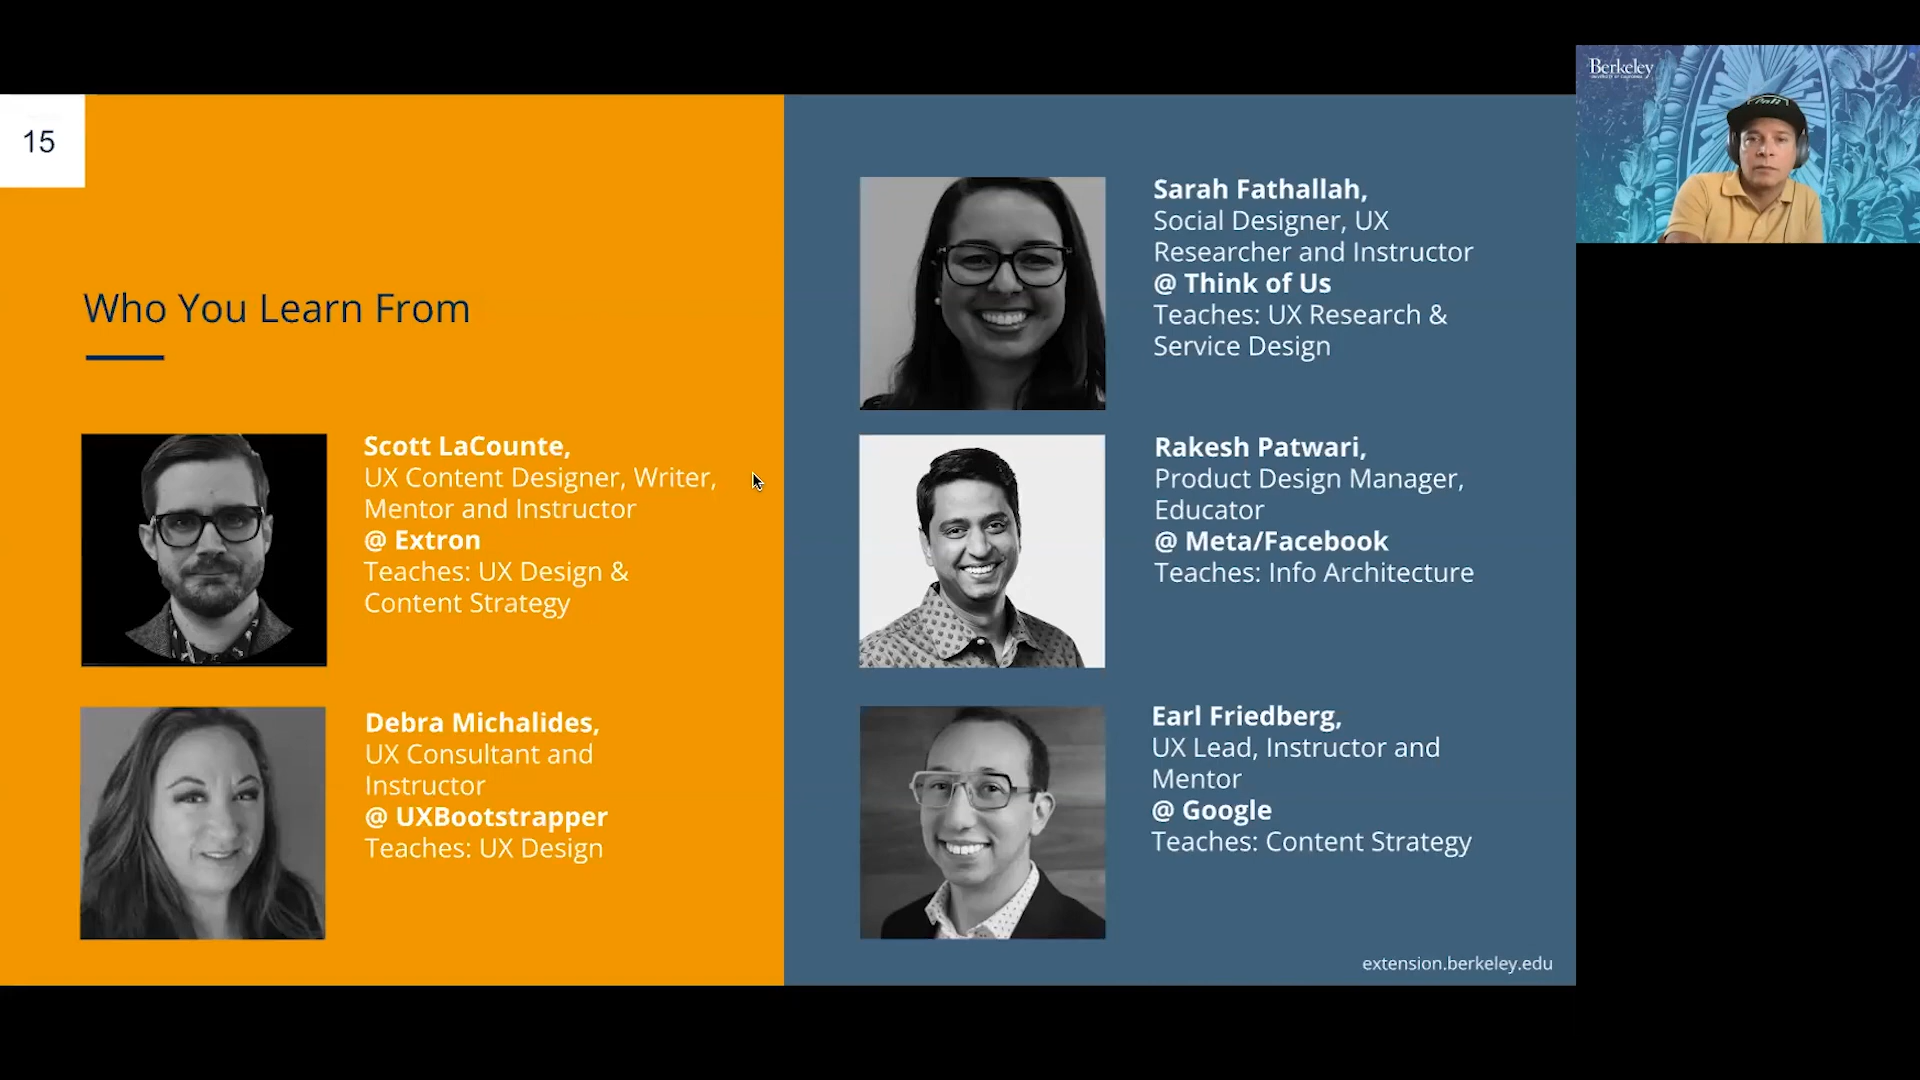 15
Who You Learn From
Scott LaCounte,
UX Content Designer, Writer,
Mentor and Instructor
@ Extron
Teaches: UX Design &
Content Strategy
Debra Michalides,
UX Consultant and
Instructor
@ UXBootstrapper
Teaches: UX Design
Sarah Fathallah,
Social Designer, UX
Researcher and Instructor
@ Think of Us
Teaches: UX Research &
Service Design
Rakesh Patwari,
Product Design Manager,
Educator
@ Meta/Facebook
Teaches: Info Architecture
Earl Friedberg,
UX Lead, Instructor and
Mentor
@ Google
Teaches: Content Strategy
extension.berkeley.edu
Berkeley
UNIVERSITY OF CALIFORNIA